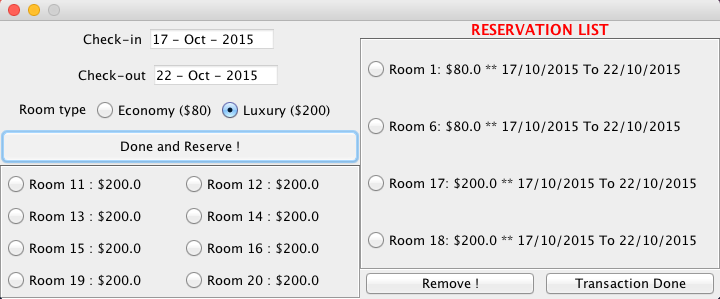 Check-in 17 - Oct - 2015
Check-out 22 - Oct - 2015
Room type Economy ($80) Luxury ($200)
Done and Reserve !
Room 11 : $200.0 Room 12 : $200.0
Room 13 : $200.0 Room 14 : $200.0
Room 15 : $200.0 Room 16 : $200.0
Room 19 : $200.0 Room 20 : $200.0
RESERVATION LIST
Room 1: $80.0 ** 17/10/2015 To 22/10/2015
Room 6: $80.0 ** 17/10/2015 To 22/10/2015
Room 17: $200.0 ** 17/10/2015 To 22/10/2015
Room 18: $200.0 ** 17/10/2015 To 22/10/2015
Remove ! Transaction Done